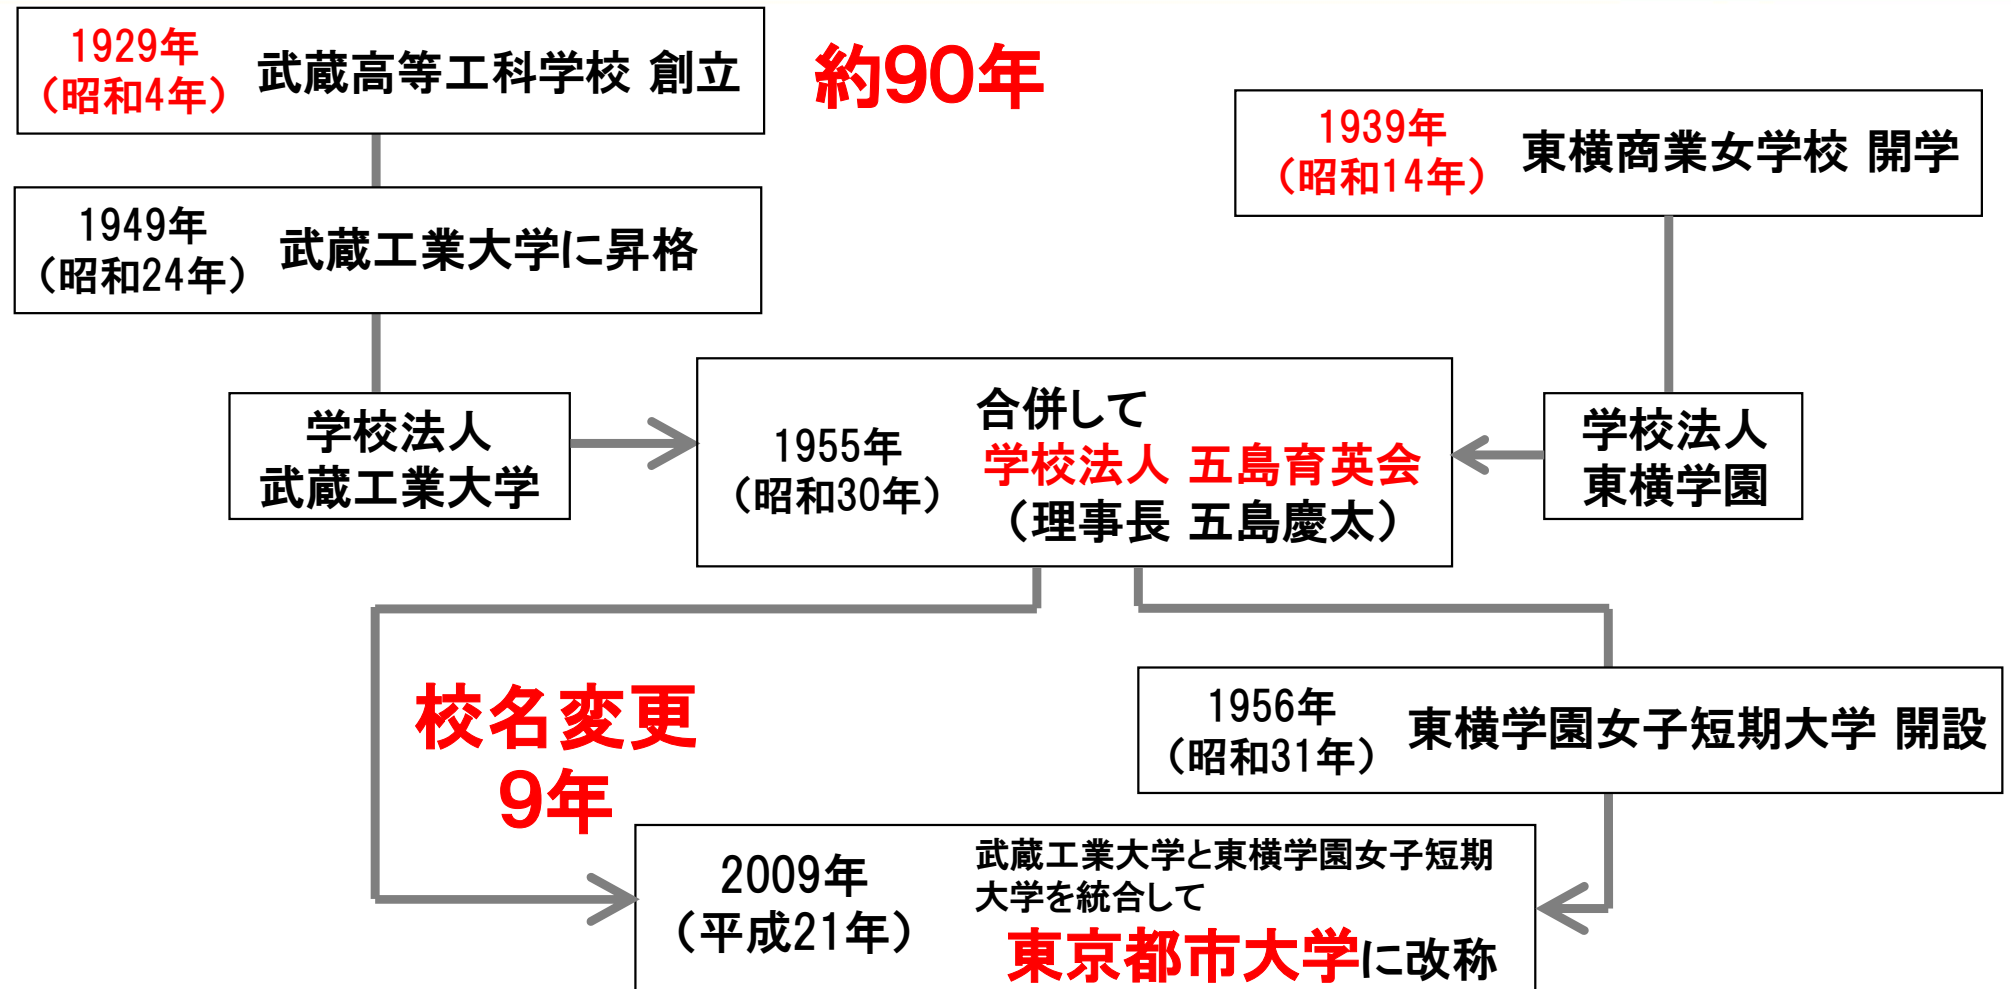 1929年
（昭和4年）
武蔵高等工科学校 創立
約90年
1939年
（昭和14年）
東横商業女学校 開学
1949年
（昭和24年）
武蔵工業大学に昇格
学校法人
武蔵工業大学
1955年
（昭和30年）
合併して
学校法人 五島育英会
（理事長 五島慶太）
学校法人
東横学園
校名変更
9年
1956年
（昭和31年）
東横学園女子短期大学 開設
2009年
（平成21年）
武蔵工業大学と東横学園女子短期
大学を統合して
東京都市大学に改称